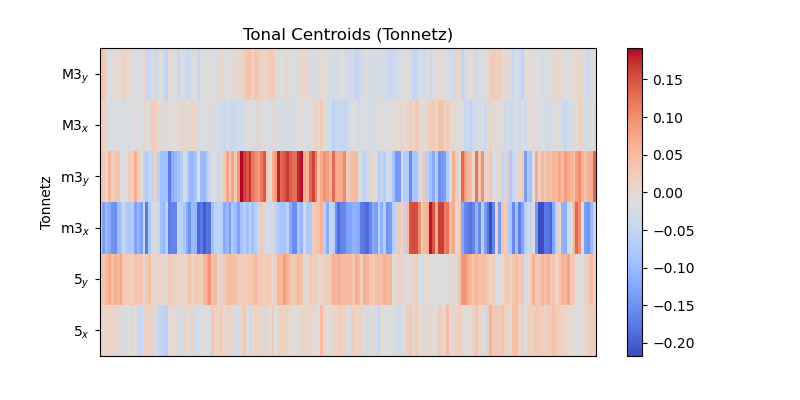 Tonal Centroids (Tonnetz)
Tonnetz
M3y
M3x
m3y
m3x
5y
5x
0.15
0.10
0.05
0.00
−0.05
−0.10
−0.15
−0.20